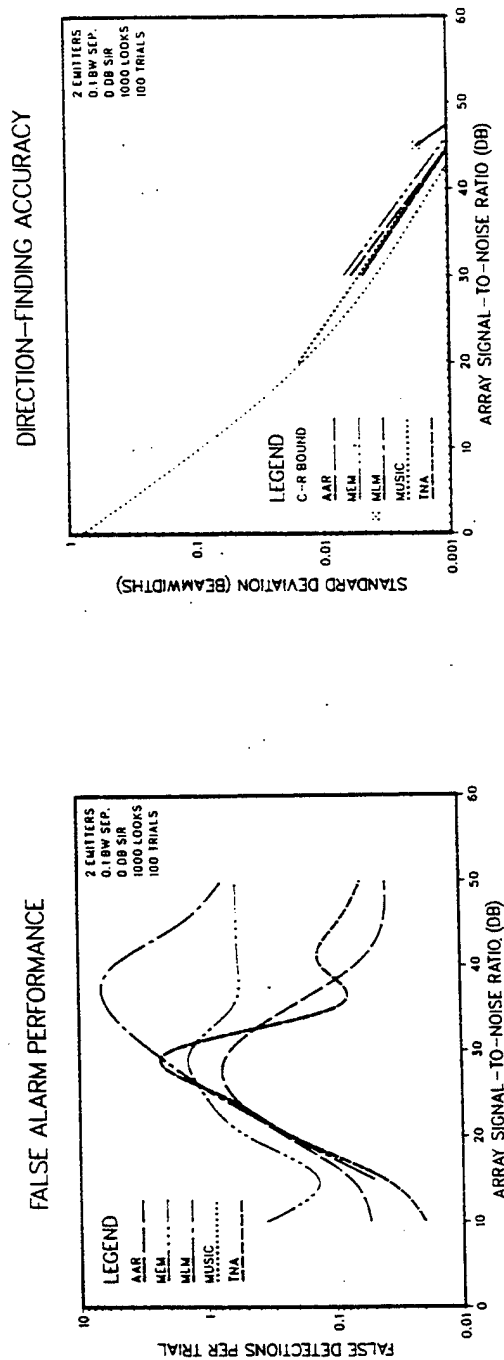 FALSE ALARM PERFORMANCE
2 EMITTERS
0.1 BW SEP.
0 DB SIR
1000 LOOKS
100 TRIALS
LEGEND
AAR
MEM
MLM
MUSIC
TNA
10
1
0.1
0.01
FALSE DETECTIONS PER TRIAL
0
10
20
30
40
50
60
ARRAY SIGNAL-TO-NOISE RATIO (DB)
DIRECTION-FINDING ACCURACY
2 EMITTERS
0.1 BW SEP.
0 DB SIR
1000 LOOKS
100 TRIALS
LEGEND
C-R BOUND
AAR
MEM
MLM
MUSIC
TNA
1
0.1
0.01
0.001
STANDARD DEVIATION (BEAMWIDTHS)
0
10
20
30
40
50
60
ARRAY SIGNAL-TO-NOISE RATIO (DB)